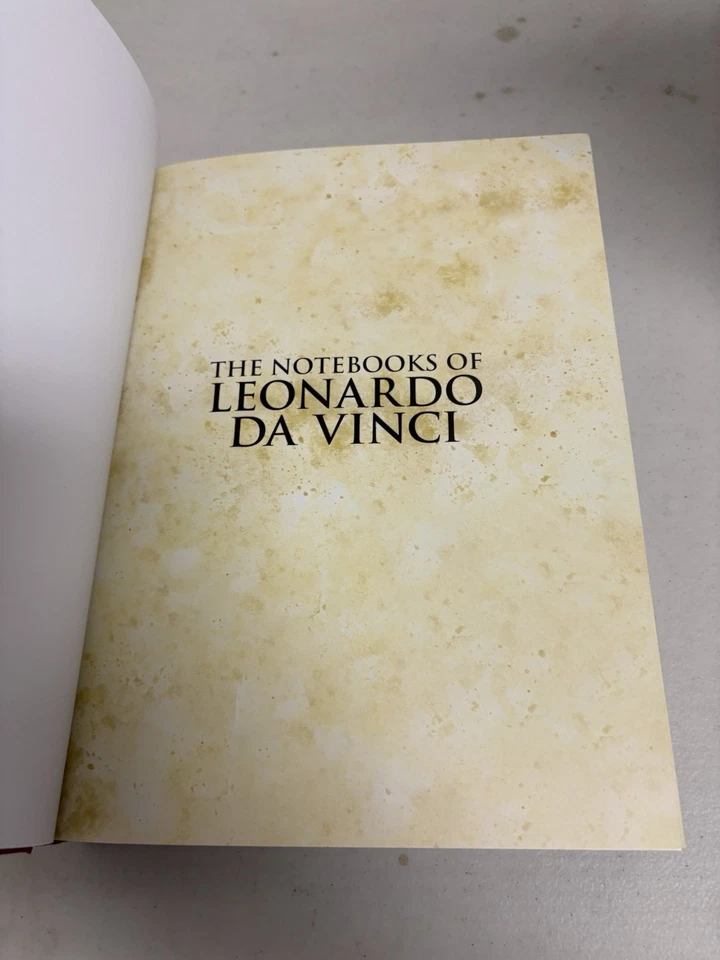 THE NOTEBOOKS OF
LEONARDO
DA VINCI